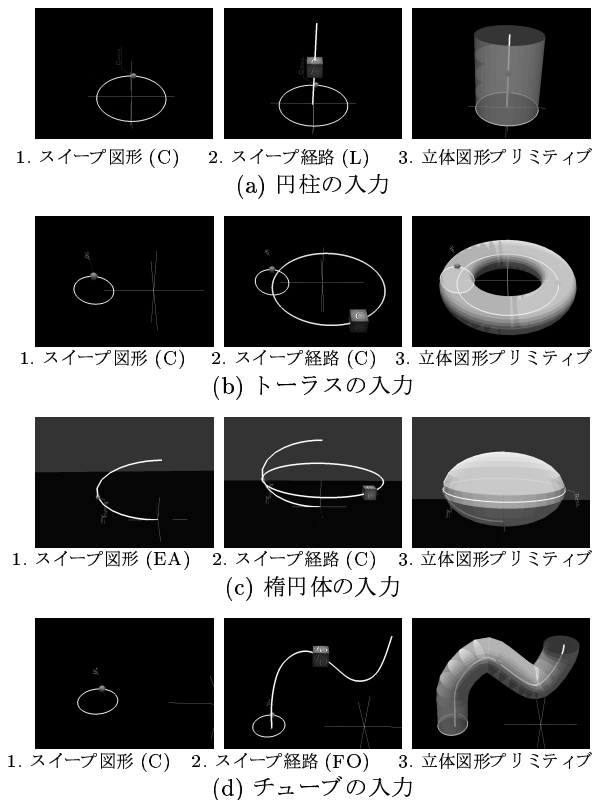 1. スイープ図形 (C) 2. スイープ経路 (L) 3. 立体図形プリミティブ
(a) 円柱の入力
1. スイープ図形 (C) 2. スイープ経路 (C) 3. 立体図形プリミティブ
(b) トーラスの入力
1. スイープ図形 (EA) 2. スイープ経路 (C) 3. 立体図形プリミティブ
(c) 楕円体の入力
1. スイープ図形 (C) 2. スイープ経路 (FO) 3. 立体図形プリミティブ
(d) チューブの入力